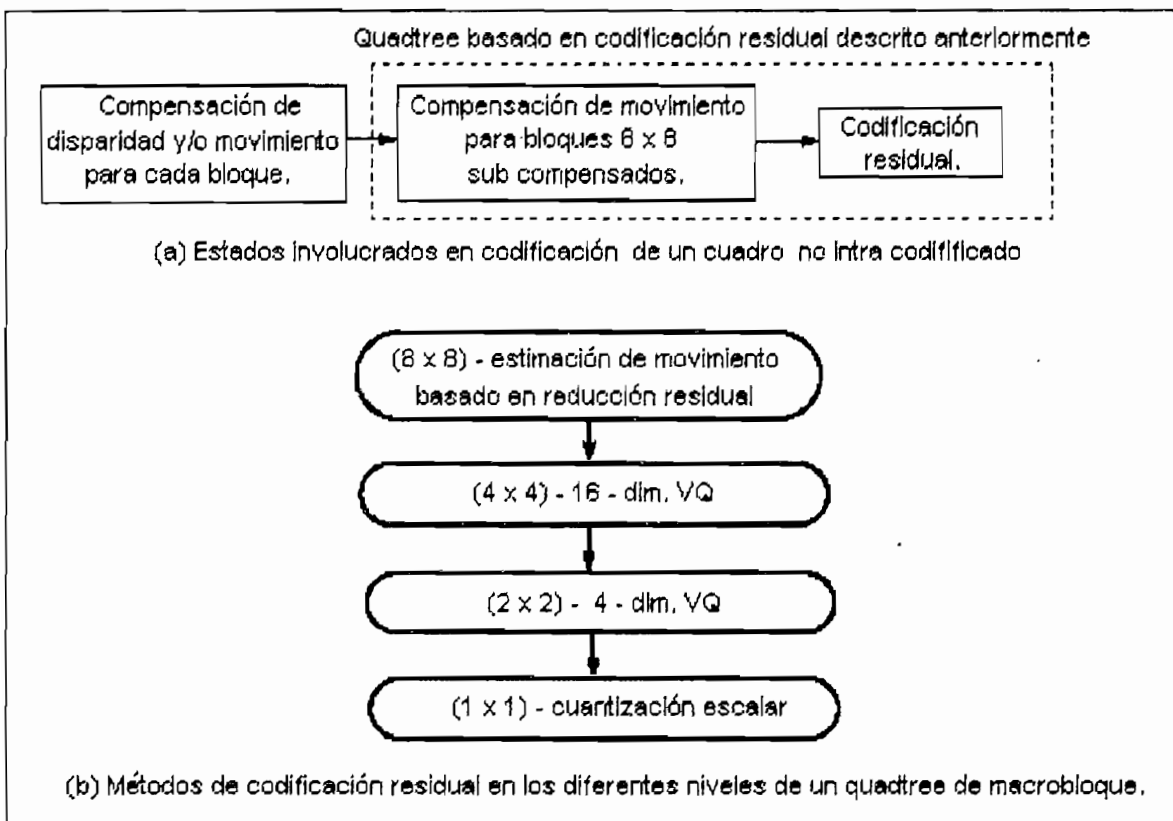 Quadtree basado en codificación residual descrito anteriormente
Compensación de
disparidad y/o movimiento
para cada bloque.
Compensación de movimiento
para bloques 8 x 8
sub compensados.
Codificación
residual.
(a) Estados involucrados en codificación de un cuadro no intra codifificado
(8 x 8) - estimación de movimiento
basado en reducción residual
(4 x 4) - 16 - dim. VQ
(2 x 2) - 4 - dim. VQ
(1 x 1) - cuantización escalar
(b) Métodos de codificación residual en los diferentes niveles de un quadtree de macrobloque.